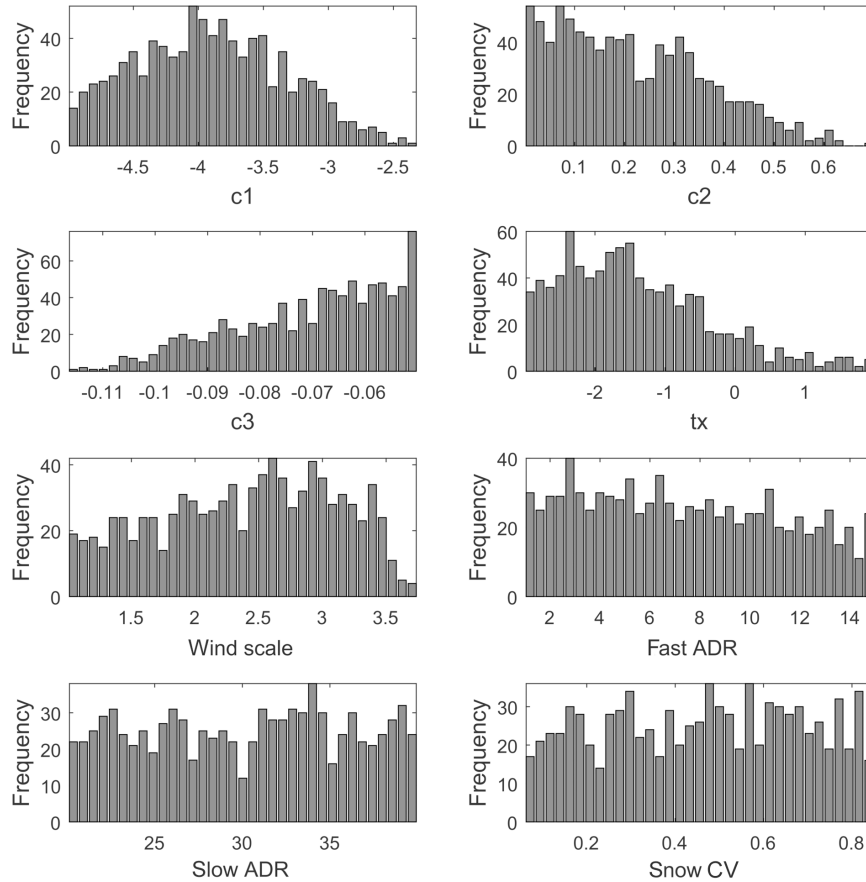 Frequency
40
20
0
-4.5 -4 -3.5 -3 -2.5
c1
Frequency
40
20
0
0.1 0.2 0.3 0.4 0.5 0.6
c2
Frequency
60
40
20
0
-0.11 -0.1 -0.09 -0.08 -0.07 -0.06
c3
Frequency
60
40
20
0
-2 -1 0 1
tx
Frequency
40
20
0
1.5 2 2.5 3 3.5
Wind scale
Frequency
40
20
0
2 4 6 8 10 12 14
Fast ADR
Frequency
30
20
10
0
25 30 35
Slow ADR
Frequency
30
20
10
0
0.2 0.4 0.6 0.8
Snow CV